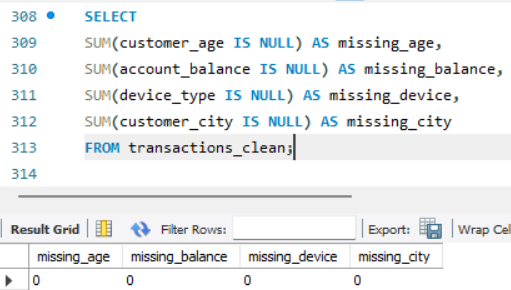 308 SELECT
309 SUM(customer_age IS NULL) AS missing_age,
310 SUM(account_balance IS NULL) AS missing_balance,
311 SUM(device_type IS NULL) AS missing_device,
312 SUM(customer_city IS NULL) AS missing_city
313 FROM transactions_clean;
314
Result Grid Filter Rows: Export: Wrap Cel
missing_age missing_balance missing_device missing_city
0 0 0 0